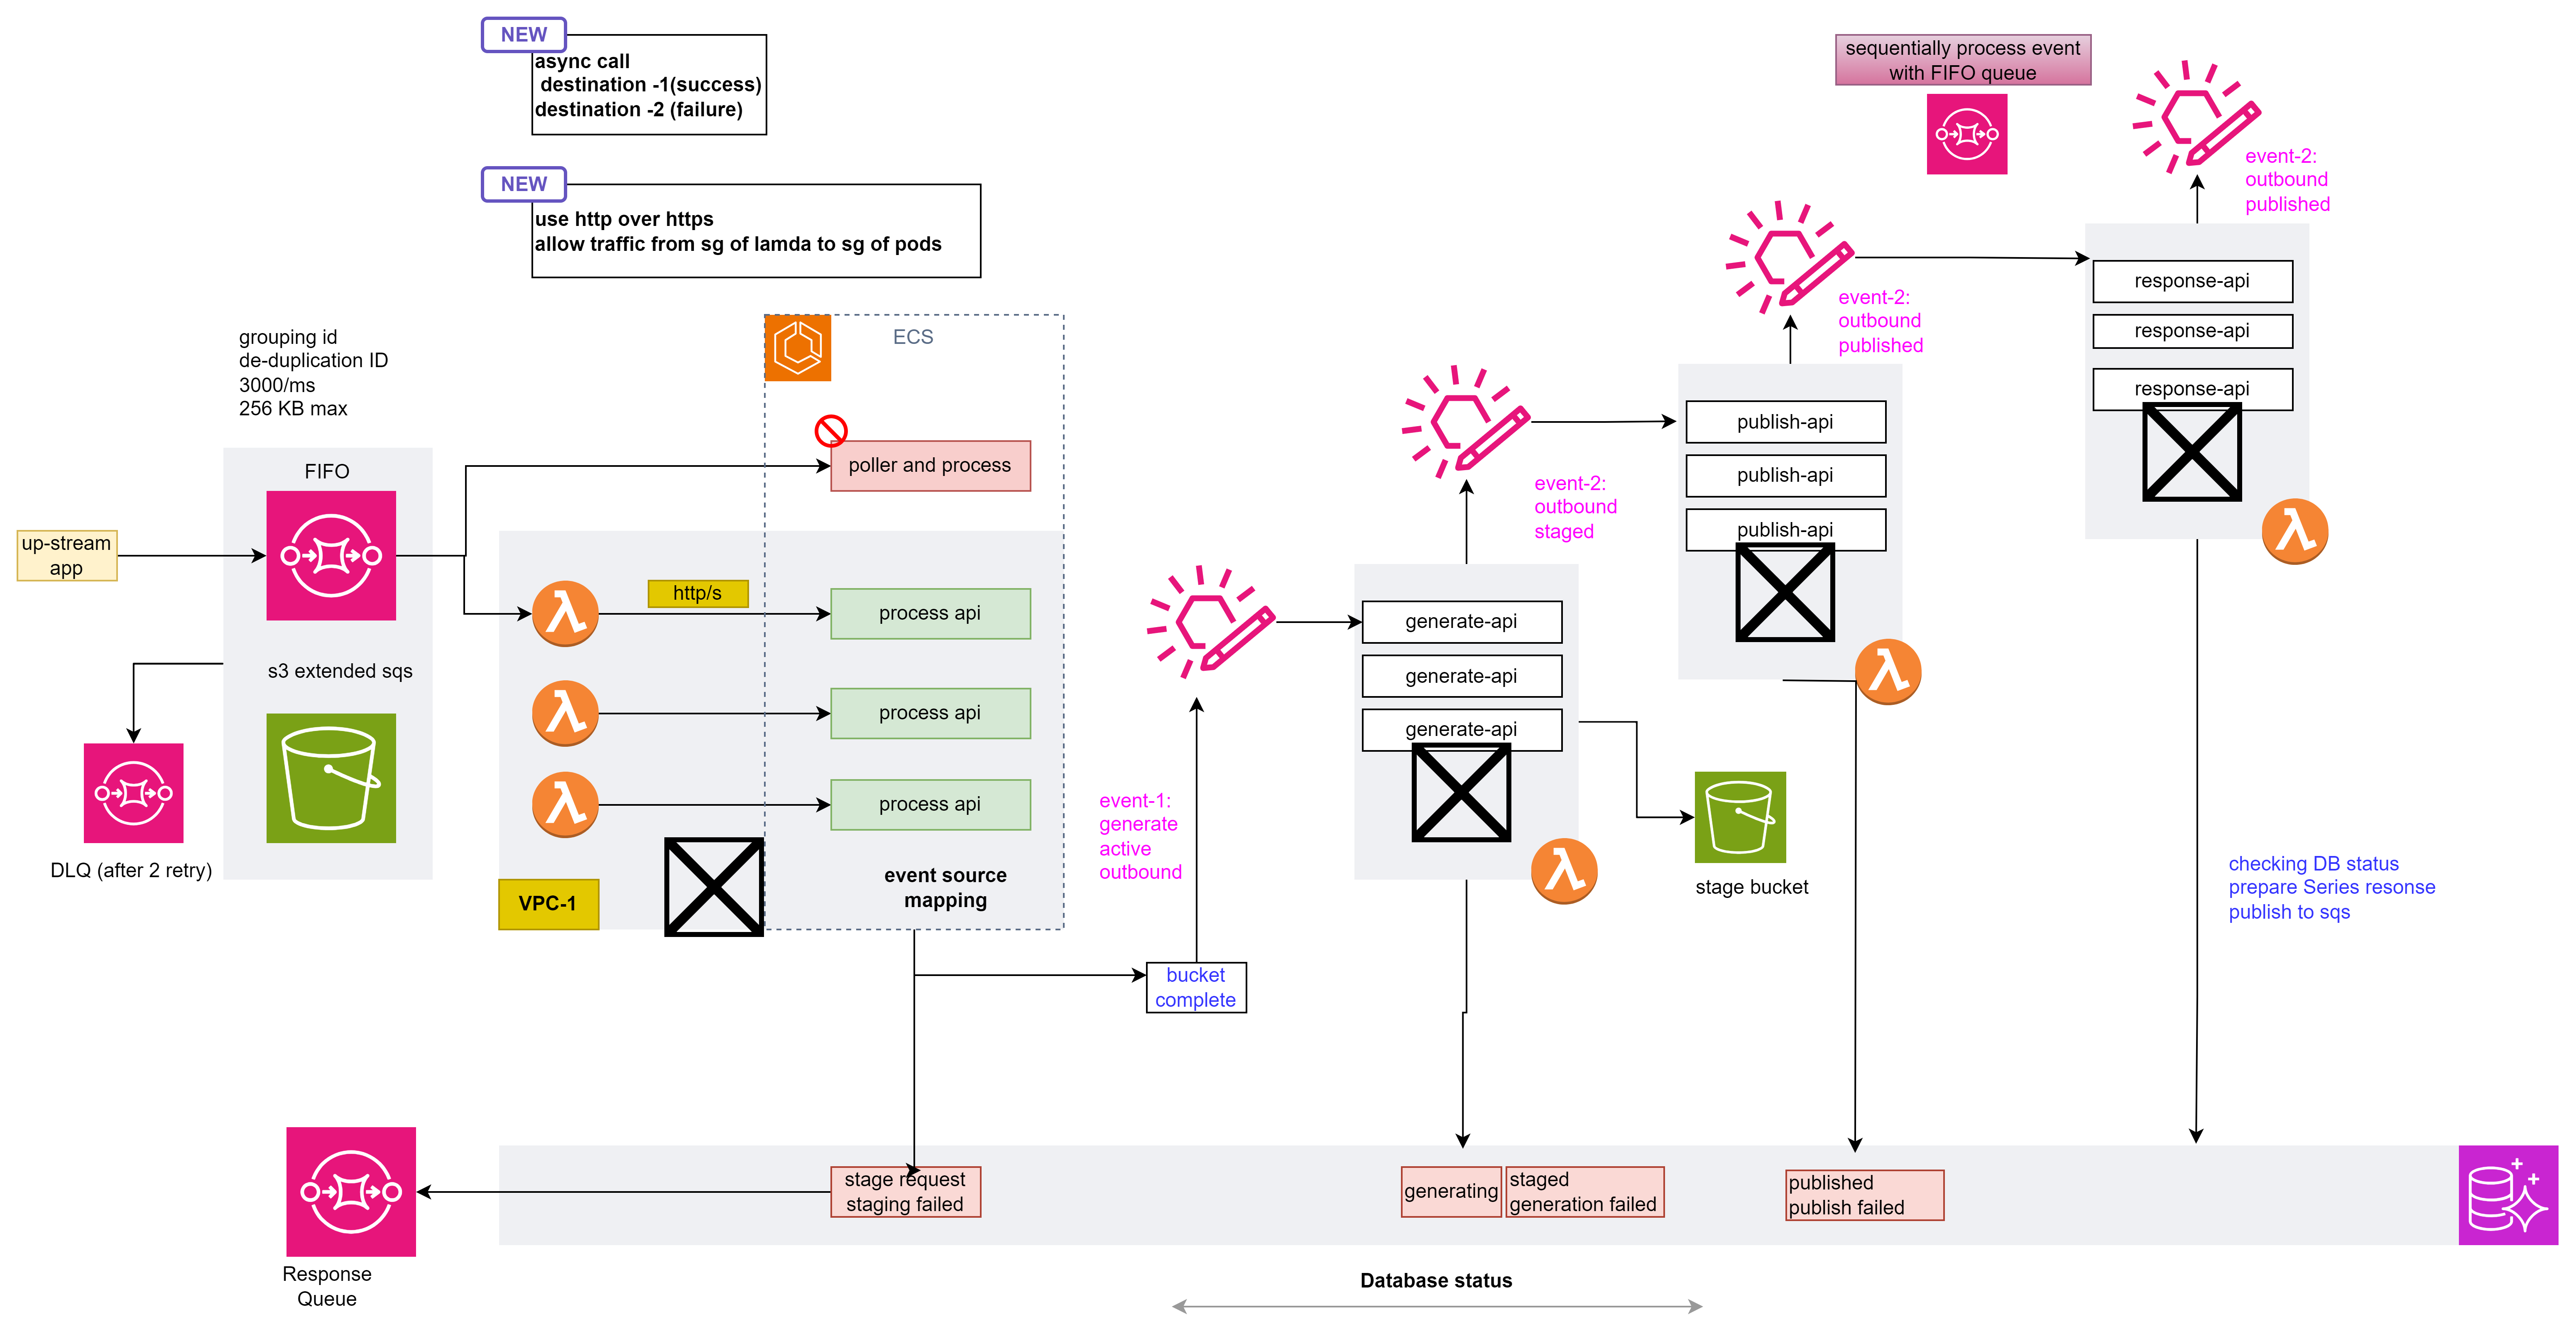 NEW
async call
destination -1(success)
destination -2 (failure)
NEW
use http over https
allow traffic from sg of lamda to sg of pods
sequentially process event
with FIFO queue
event-2:
outbound
published
response-api
response-api
response-api
event-2:
outbound
published
publish-api
publish-api
publish-api
event-2:
outbound
staged
grouping id
de-duplication ID
3000/ms
256 KB max
ECS
FIFO
poller and process
up-stream
app
http/s
process api
process api
process api
s3 extended sqs
DLQ (after 2 retry)
VPC-1
event source
mapping
event-1:
generate
active
outbound
generate-api
generate-api
generate-api
stage bucket
checking DB status
prepare Series resonse
publish to sqs
bucket
complete
stage request
staging failed
generating
staged
generation failed
published
publish failed
Response
Queue
Database status